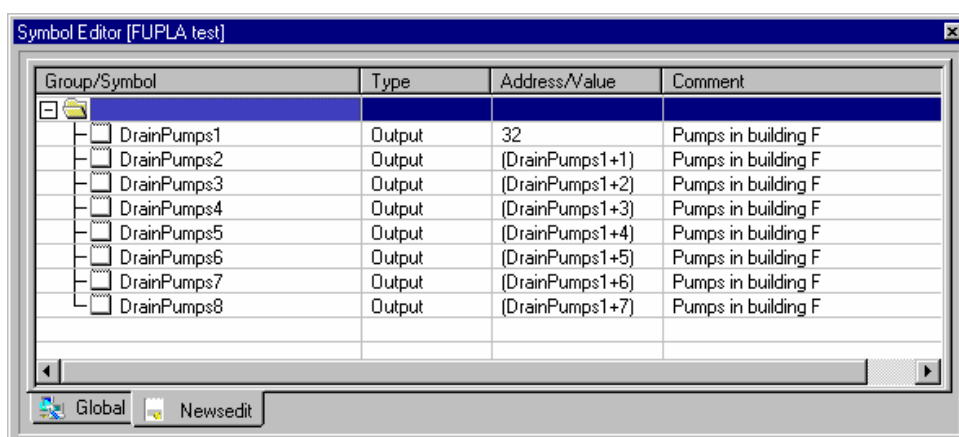 Symbol Editor [FUPLA test]
Group/Symbol Type Address/Value Comment
DrainPumps1 Output 32 Pumps in building F
DrainPumps2 Output (DrainPumps1+1) Pumps in building F
DrainPumps3 Output (DrainPumps1+2) Pumps in building F
DrainPumps4 Output (DrainPumps1+3) Pumps in building F
DrainPumps5 Output (DrainPumps1+4) Pumps in building F
DrainPumps6 Output (DrainPumps1+5) Pumps in building F
DrainPumps7 Output (DrainPumps1+6) Pumps in building F
DrainPumps8 Output (DrainPumps1+7) Pumps in building F
Global Newsedit